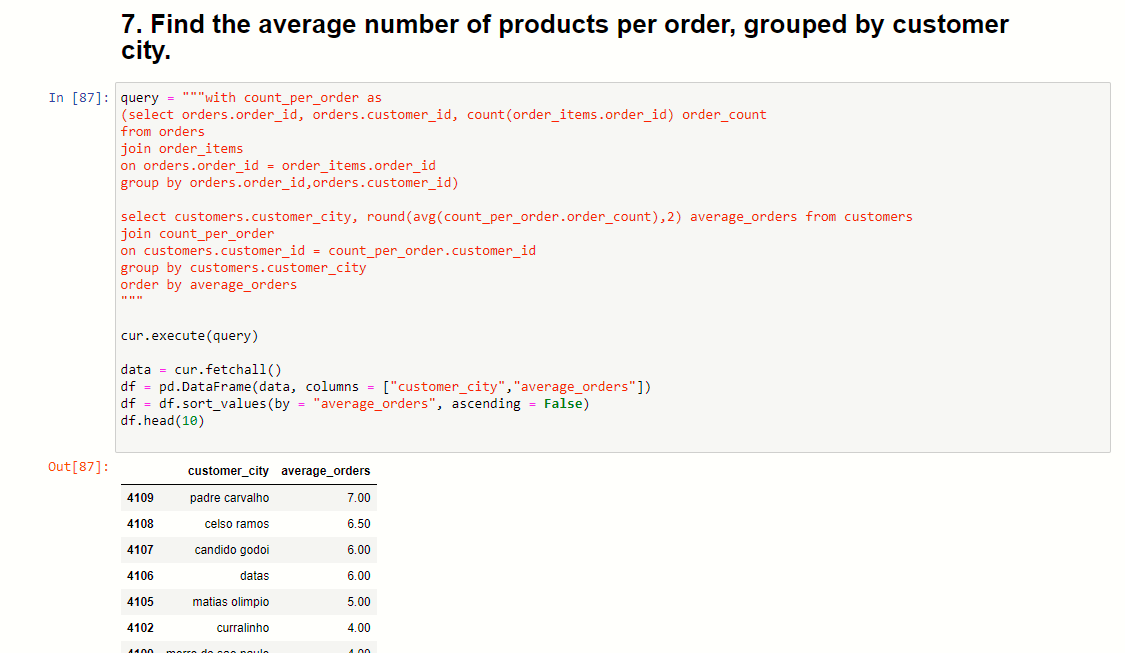 7. Find the average number of products per order, grouped by customer
city.
In [87]: query = """with count_per_order as
(select orders.order_id, orders.customer_id, count(order_items.order_id) order_count
from orders
join order_items
on orders.order_id = order_items.order_id
group by orders.order_id,orders.customer_id)
select customers.customer_city, round(avg(count_per_order.order_count),2) average_orders from customers
join count_per_order
on customers.customer_id = count_per_order.customer_id
group by customers.customer_city
order by average_orders
"""
cur.execute(query)
data = cur.fetchall()
df = pd.DataFrame(data, columns = ["customer_city","average_orders"])
df = df.sort_values(by = "average_orders", ascending = False)
df.head(10)
Out[87]: customer_city average_orders
4109 padre carvalho 7.00
4108 celso ramos 6.50
4107 candido godoi 6.00
4106 datas 6.00
4105 matias olimpio 5.00
4102 curralinho 4.00
morro de sao paulo 4.00